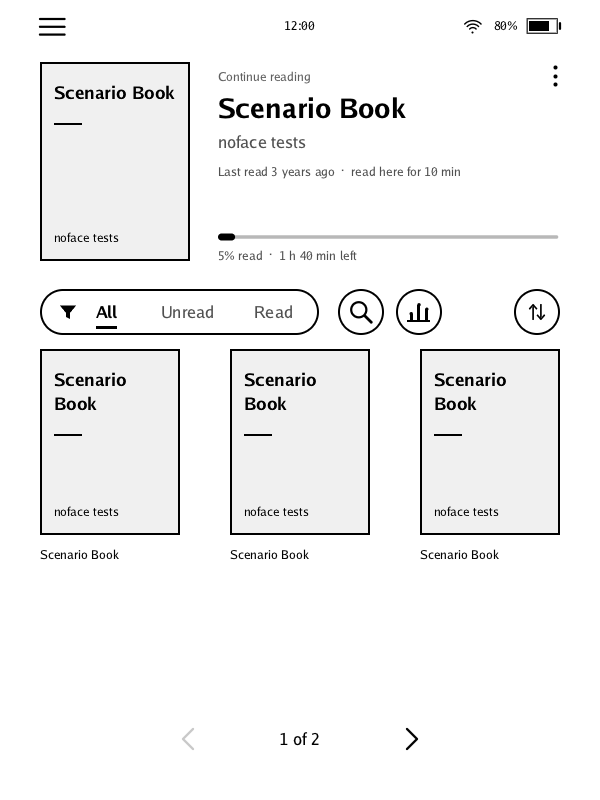 12:00
80%
Scenario Book
noface tests
Continue reading
Scenario Book
noface tests
Last read 3 years ago · read here for 10 min
5% read · 1 h 40 min left
All Unread Read
Scenario
Book
noface tests
Scenario Book
Scenario
Book
noface tests
Scenario Book
Scenario
Book
noface tests
Scenario Book
1 of 2